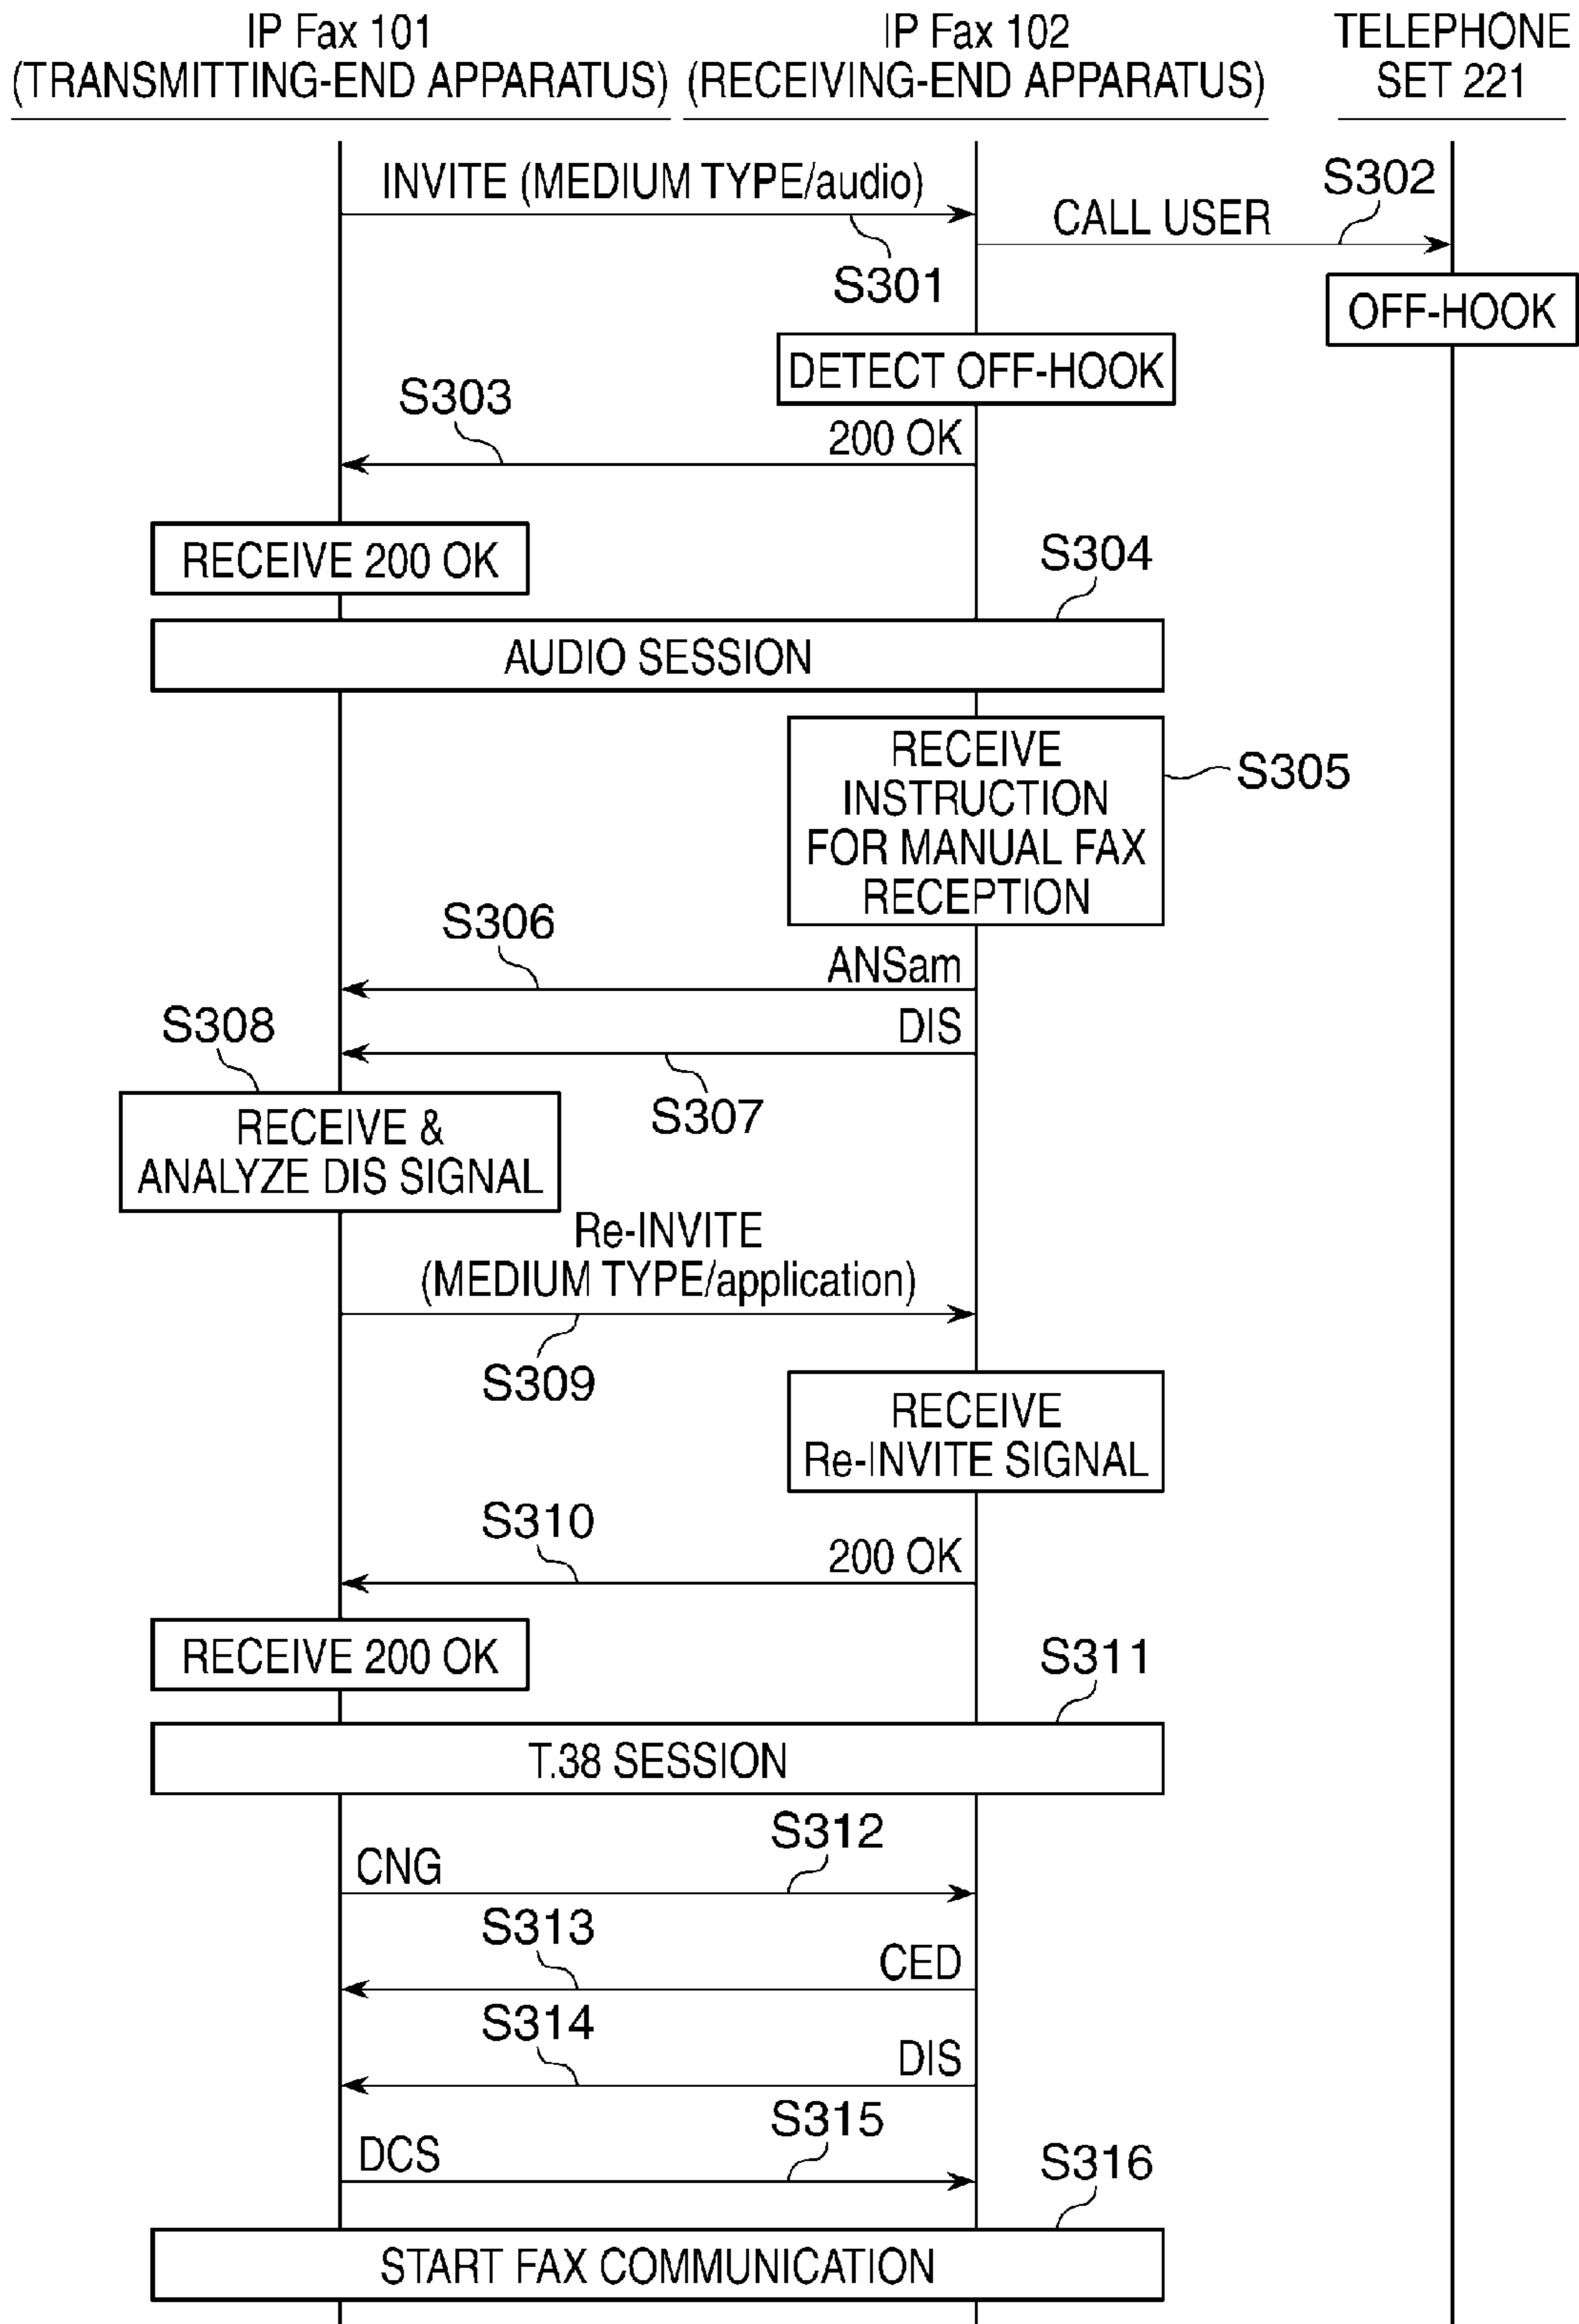 IP Fax 101
(TRANSMITTING-END APPARATUS)
IP Fax 102
(RECEIVING-END APPARATUS)
TELEPHONE
SET 221
INVITE (MEDIUM TYPE/audio)
S301
CALL USER
S302
OFF-HOOK
DETECT OFF-HOOK
S303
200 OK
RECEIVE 200 OK
S304
AUDIO SESSION
RECEIVE
INSTRUCTION
FOR MANUAL FAX
RECEPTION
S305
S306
ANSam
DIS
S307
S308
RECEIVE &
ANALYZE DIS SIGNAL
Re-INVITE
(MEDIUM TYPE/application)
S309
RECEIVE
Re-INVITE SIGNAL
S310
200 OK
RECEIVE 200 OK
S311
T.38 SESSION
S312
CNG
S313
CED
S314
DIS
S315
DCS
S316
START FAX COMMUNICATION